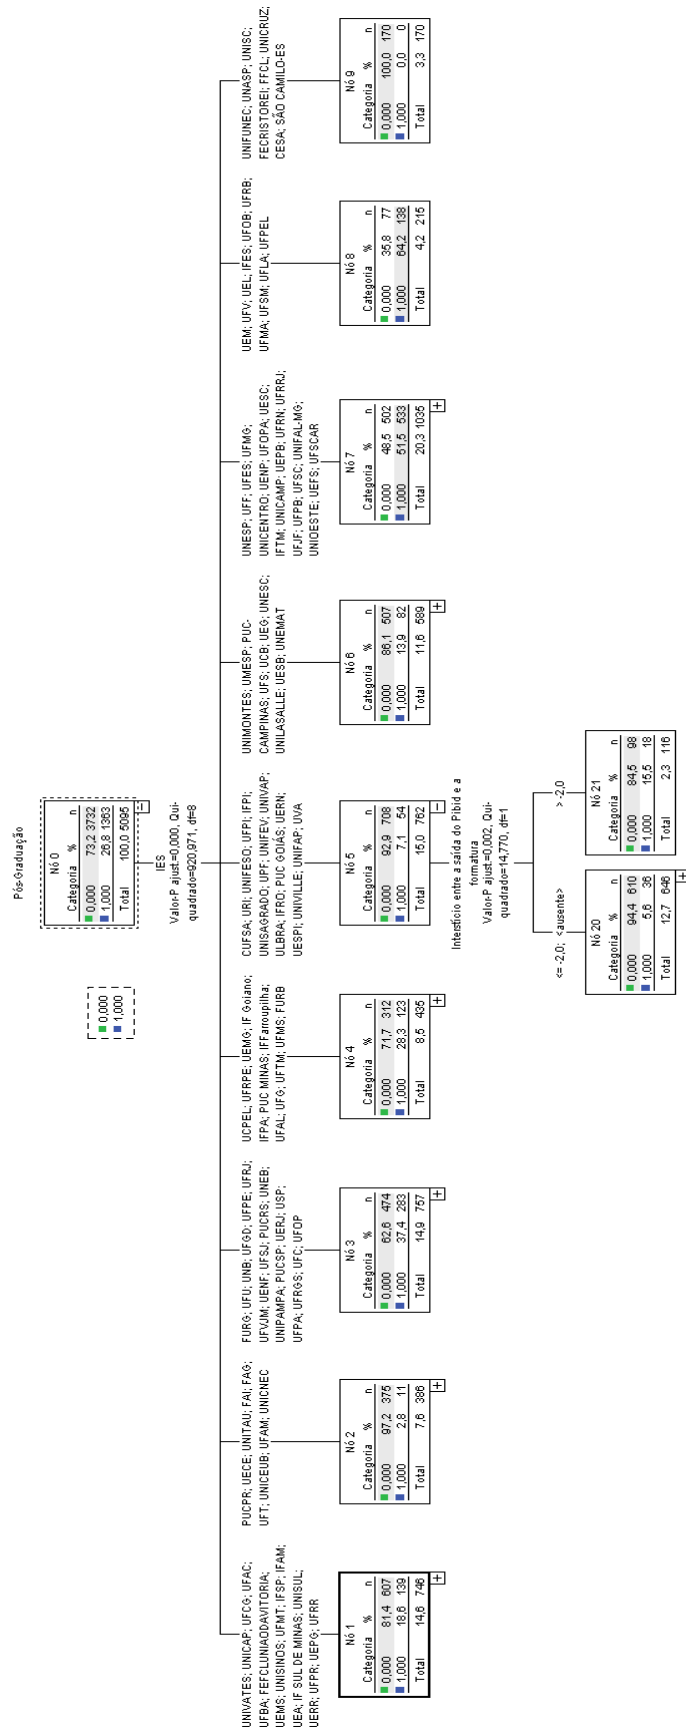 Pós-Graduação
0,000
1,000
Nó 0
Categoria % n
0,000 73,2 3732
1,000 26,8 1363
Total 100,0 5095
IES
Valor-P ajust.=0,000, Qui-
quadrado=920,971, df=8
UNIVATES; UNICAP; UFCG; UFAC;
UFBA; FEFCLUNIAODAVITORIA;
UEMS; UNISINOS; UFMT; IFSP; IFAM;
UEA; IF SUL DE MINAS; UNISUL;
UERR; UFPR; UEPG; UFRR
Nó 1
Categoria % n
0,000 81,4 607
1,000 18,6 139
Total 14,6 746
PUCPR; UECE; UNITAU; FAI; FAG;
UFT; UNICEUB; UFAM; UNICNEC
Nó 2
Categoria % n
0,000 97,2 375
1,000 2,8 11
Total 7,6 386
FURG; UFU; UNB; UFGD; UFPE; UFRJ;
UFVJM; UENF; UFSJ; PUCRS; UNEB;
UNIPAMPA; PUCSP; UERJ; USP;
UFPA; UFRGS; UFC; UFOP
Nó 3
Categoria % n
0,000 62,6 474
1,000 37,4 283
Total 14,9 757
UCPEL; UFRPE; UEMG; IF Goiano;
IFPA; PUC MINAS; IFFarroupilha;
UFAL; UFG; UFTM; UFMS; FURB
Nó 4
Categoria % n
0,000 71,7 312
1,000 28,3 123
Total 8,5 435
CUFSA; URI; UNIFESO; UFPI; IFPI;
UNISAGRADO; UPF; UNIFEV; UNIVAP;
ULBRA; IFRO; PUC GOIÁS; UERN;
UESPI; UNIVILLE; UNIFAP; UVA
Nó 5
Categoria % n
0,000 92,9 708
1,000 7,1 54
Total 15,0 762
UNIMONTES; UMESP; PUC-
CAMPINAS; UFS; UCB; UEG; UNESC;
UNILASALLE; UESB; UNEMAT
Nó 6
Categoria % n
0,000 86,1 507
1,000 13,9 82
Total 11,6 589
UNESP; UFF; UFES; UFMG;
UNICENTRO; UENP; UFOPA; UESC;
IFTM; UNICAMP; UEPB; UFRN; UFRRJ;
UFJF; UFPB; UFSC; UNIFAL-MG;
UNIOESTE; UEFS; UFSCAR
Nó 7
Categoria % n
0,000 48,5 502
1,000 51,5 533
Total 20,3 1035
UEM; UFV; UEL; IFES; UFOB; UFRB;
UFMA; UFSM; UFLA; UFPEL
Nó 8
Categoria % n
0,000 35,8 77
1,000 64,2 138
Total 4,2 215
UNIFUNEC; UNASP; UNISC;
FECRISTOREI; FFCL; UNICRUZ;
CESA; SÃO CAMILO-ES
Nó 9
Categoria % n
0,000 100,0 170
1,000 0,0 0
Total 3,3 170
Interstício entre a saída do Pibid e a
formatura
Valor-P ajust.=0,002, Qui-
quadrado=14,770, df=1
<= -2,0; <ausente>
Nó 20
Categoria % n
0,000 94,4 610
1,000 5,6 36
Total 12,7 646
> -2,0
Nó 21
Categoria % n
0,000 84,5 98
1,000 15,5 18
Total 2,3 116